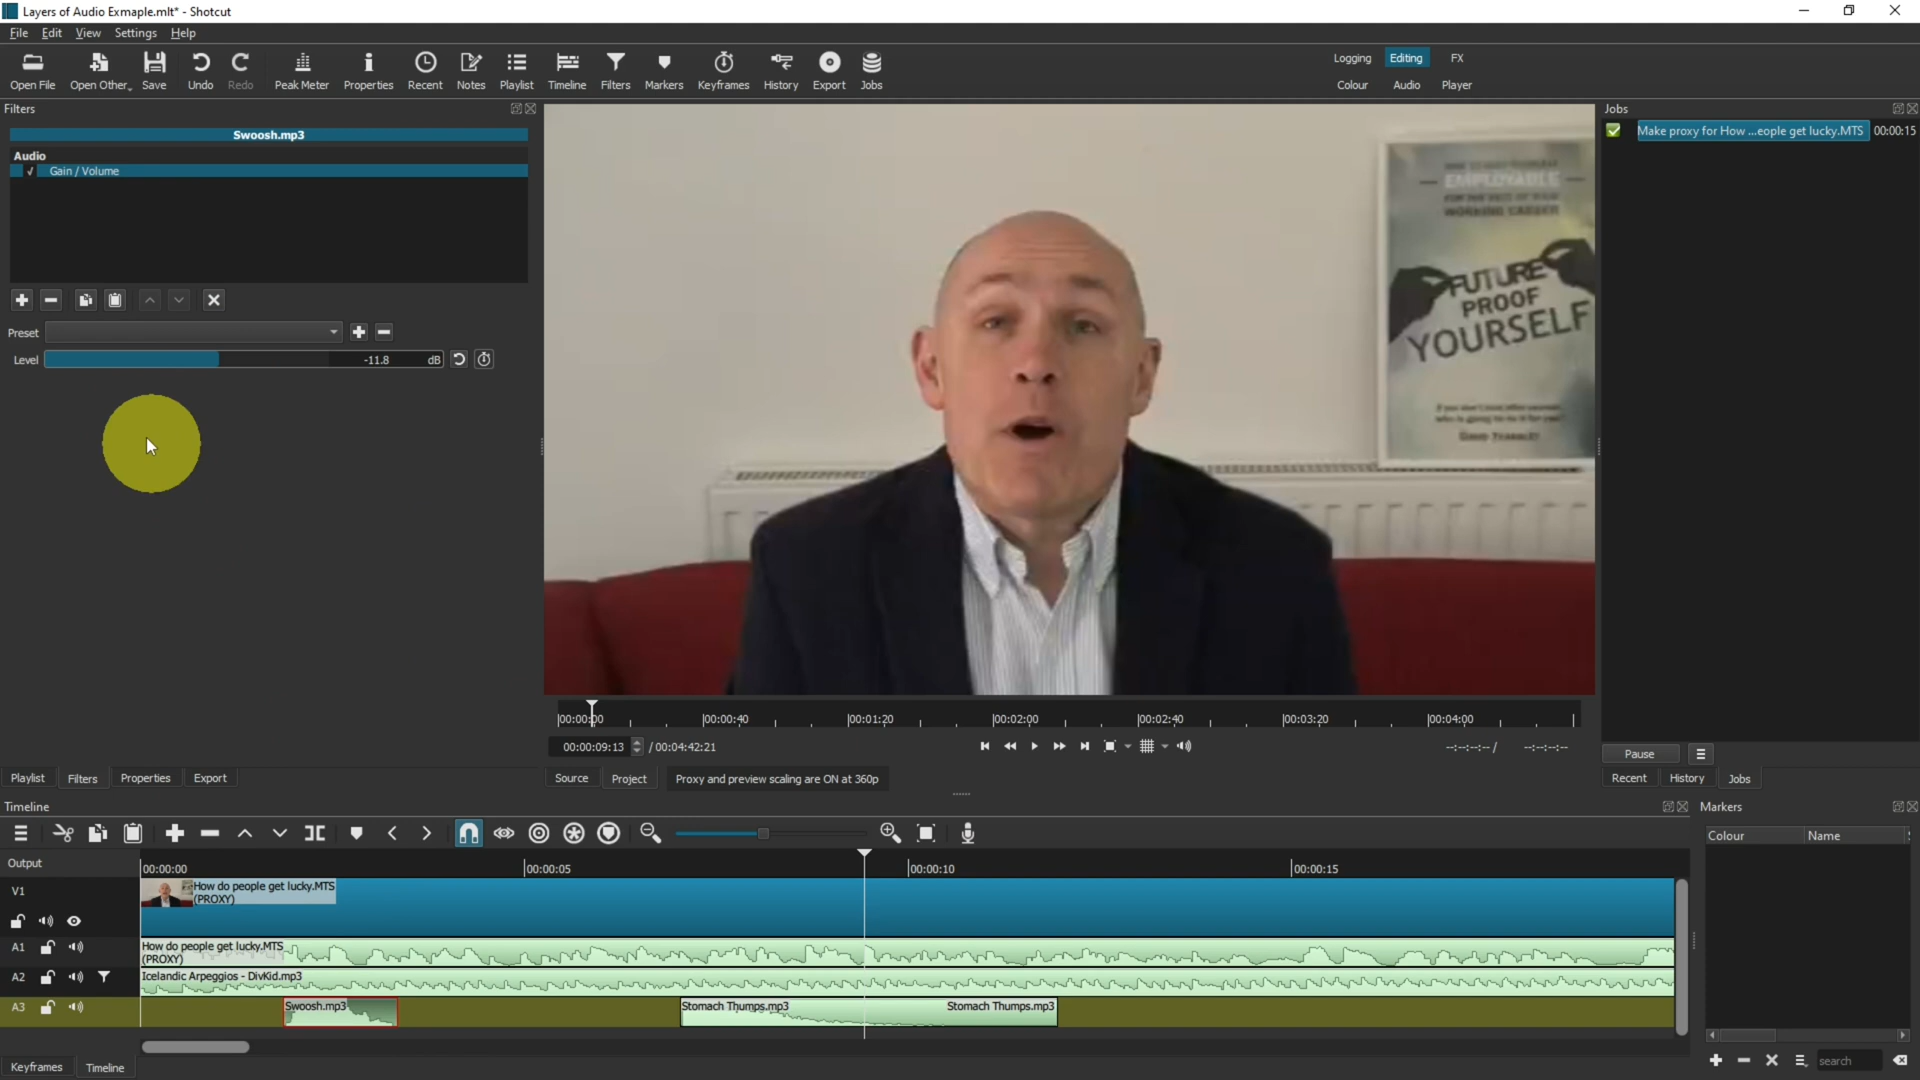 Layers of Audio Exmaple.mlt* - Shotcut
File Edit View Settings Help
Open File Open Other... Save Undo Redo Peak Meter Properties Recent Notes Playlist Timeline Filters Markers Keyframes History Export Jobs
Logging Editing FX
Colour Audio Player
Filters
Swoosh.mp3
Audio
✓ Gain / Volume
Preset
Level -11.8 dB
EMPLOYABLE
WORKING CAREER
FUTURE
PROOF
YOURSELF
Jobs
Make proxy for How ...eople get lucky.MTS 00:00:15
00:00:00 00:00:40 00:01:20 00:02:00 00:02:40 00:03:20 00:04:00
00:00:09:13 / 00:04:42:21
--:--:--:-- / --:--:--:--
Pause
Playlist Filters Properties Export
Source Project Proxy and preview scaling are ON at 360p
Recent History Jobs
Timeline
Markers
Colour Name
Output
00:00:00 00:00:05 00:00:10 00:00:15
V1
How do people get lucky.MTS
(PROXY)
A1
How do people get lucky.MTS
(PROXY)
A2
Icelandic Arpeggios - DivKid.mp3
A3
Swoosh.mp3
Stomach Thumps.mp3
Stomach Thumps.mp3
search
Keyframes Timeline